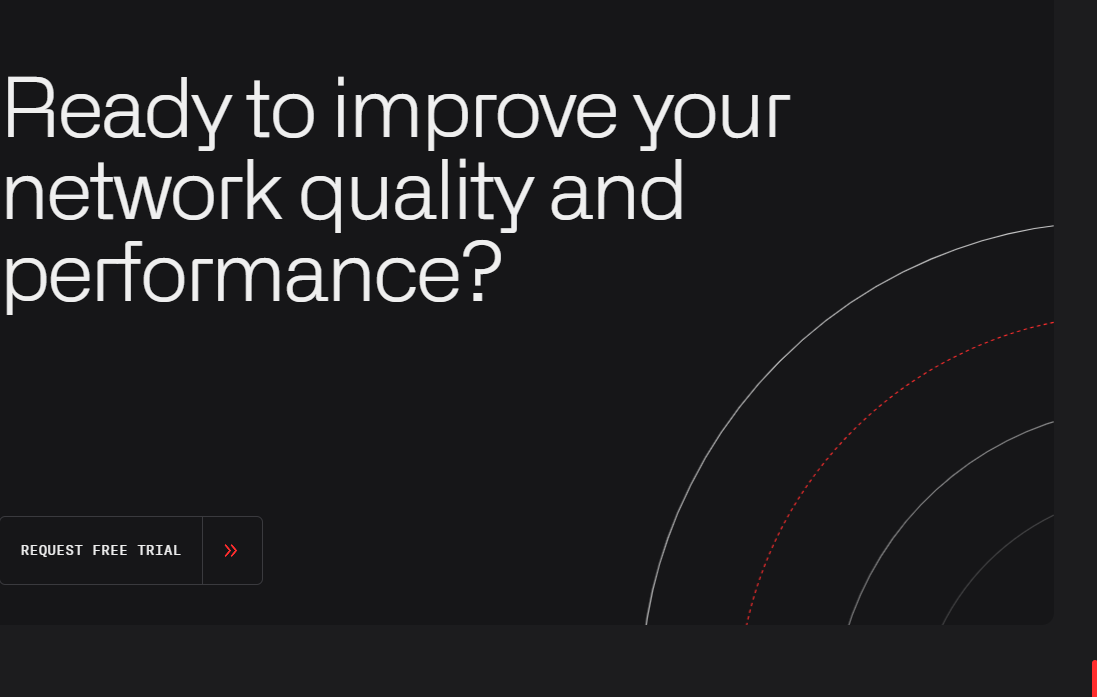 Ready to improve your
network quality and
performance?
REQUEST FREE TRIAL